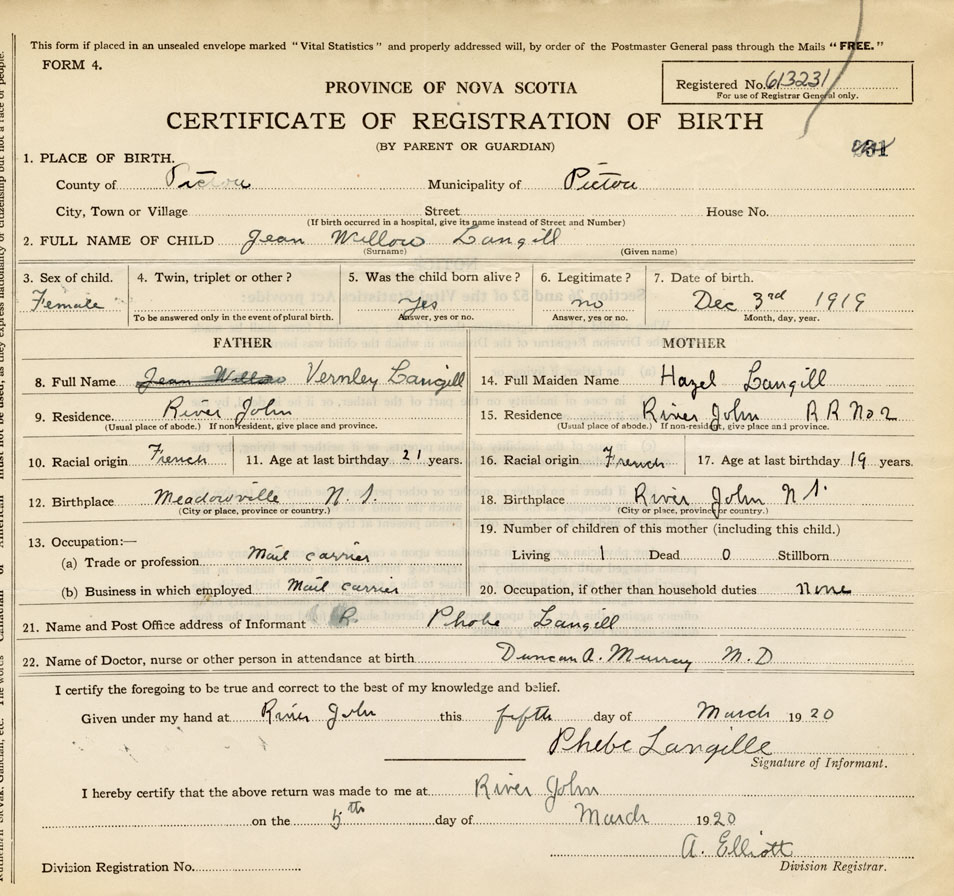 This form if placed in an unsealed envelope marked "Vital Statistics" and properly addressed will, by order of the Postmaster General pass through the Mails "FREE."
FORM 4.
Registered No. 613231
For use of Registrar General only.
PROVINCE OF NOVA SCOTIA
CERTIFICATE OF REGISTRATION OF BIRTH
(BY PARENT OR GUARDIAN)
1. PLACE OF BIRTH.
County of Pictou Municipality of Pictou
City, Town or Village Street House No.
(If birth occurred in a hospital, give its name instead of Street and Number)
2. FULL NAME OF CHILD Jean Willow Langill
(Surname) (Given name)
3. Sex of child. 4. Twin, triplet or other? 5. Was the child born alive? 6. Legitimate? 7. Date of birth.
Female yes no Dec 3rd 1919
To be answered only in the event of plural birth. Answer, yes or no. Answer, yes or no. Month, day, year.
FATHER MOTHER
8. Full Name Jean Willow Vernley Langill 14. Full Maiden Name Hazel Langill
9. Residence River John 15. Residence River John R R No 2
(Usual place of abode.) If non-resident, give place and province. (Usual place of abode.) If non-resident, give place and province.
10. Racial origin French 11. Age at last birthday 21 years. 16. Racial origin French 17. Age at last birthday 19 years.
12. Birthplace Meadowville N. S. 18. Birthplace River John N S.
(City or place, province or country.) (City or place, province or country.)
13. Occupation:— 19. Number of children of this mother (including this child.)
(a) Trade or profession Mail carrier Living 1 Dead 0 Stillborn
(b) Business in which employed Mail carrier 20. Occupation, if other than household duties None
21. Name and Post Office address of Informant Phobe Langill
22. Name of Doctor, nurse or other person in attendance at birth Duncan A. Murray M.D
I certify the foregoing to be true and correct to the best of my knowledge and belief.
Given under my hand at River John this fifth day of March 1920
Phebe Langille
Signature of Informant.
I hereby certify that the above return was made to me at River John
on the 5th day of March 1920
A. Elliott
Division Registration No. Division Registrar.